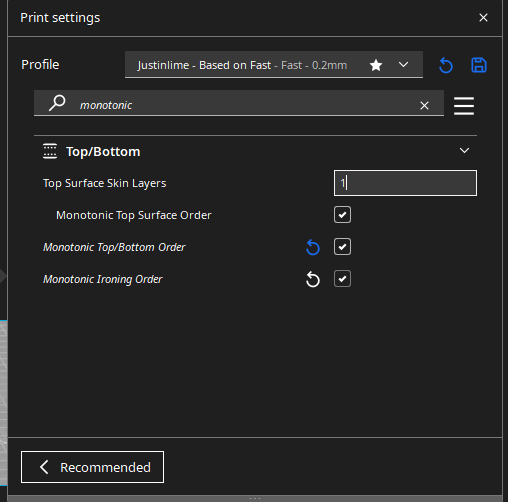 Print settings
Profile
Justinlime - Based on Fast - Fast - 0.2mm
monotonic
Top/Bottom
Top Surface Skin Layers
1
Monotonic Top Surface Order
Monotonic Top/Bottom Order
Monotonic Ironing Order
Recommended